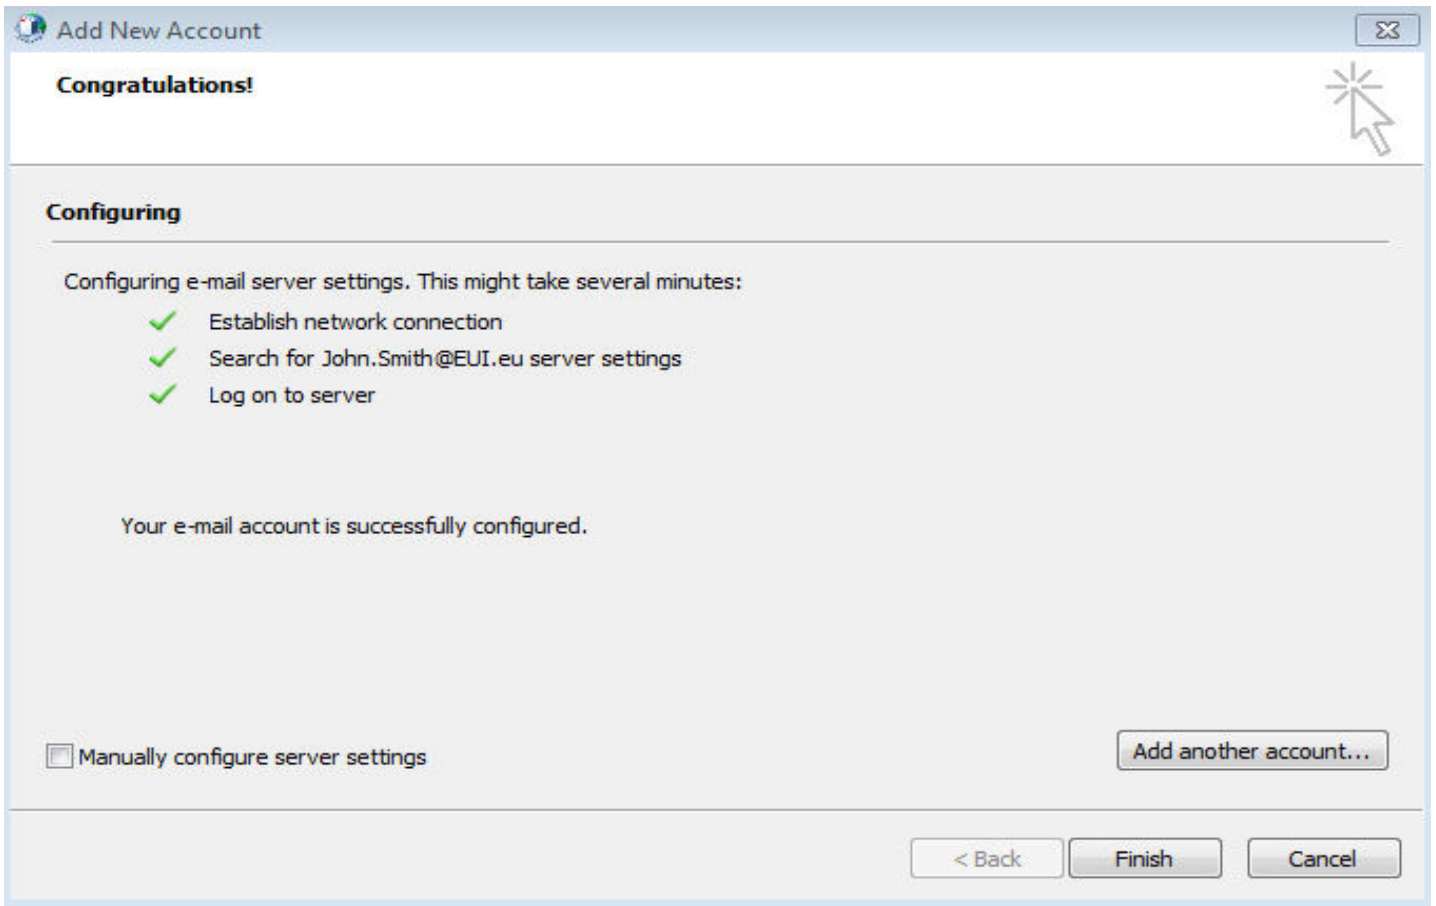 Add New Account
Congratulations!
Configuring
Configuring e-mail server settings. This might take several minutes:
Establish network connection
Search for John.Smith@EUI.eu server settings
Log on to server
Your e-mail account is successfully configured.
Manually configure server settings
Add another account...
< Back
Finish
Cancel